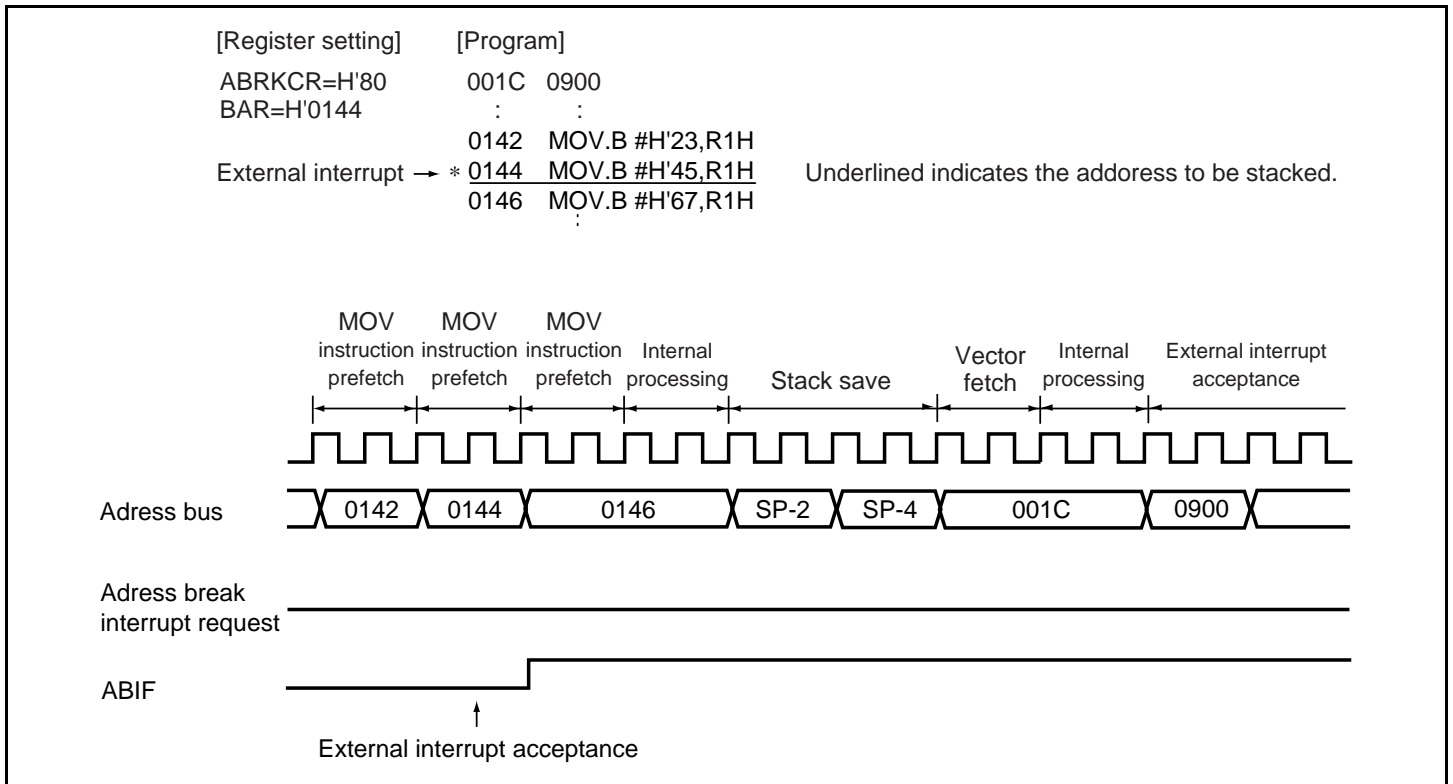 [Register setting] [Program]
ABRKCR=H'80 001C 0900
BAR=H'0144 : :
0142 MOV.B #H'23,R1H
External interrupt → * 0144 MOV.B #H'45,R1H Underlined indicates the addoress to be stacked.
0146 MOV.B #H'67,R1H
:
MOV MOV MOV
instruction instruction instruction Internal Vector Internal External interrupt
prefetch prefetch prefetch processing Stack save fetch processing acceptance
Adress bus 0142 0144 0146 SP-2 SP-4 001C 0900
Adress break
interrupt request
ABIF
External interrupt acceptance